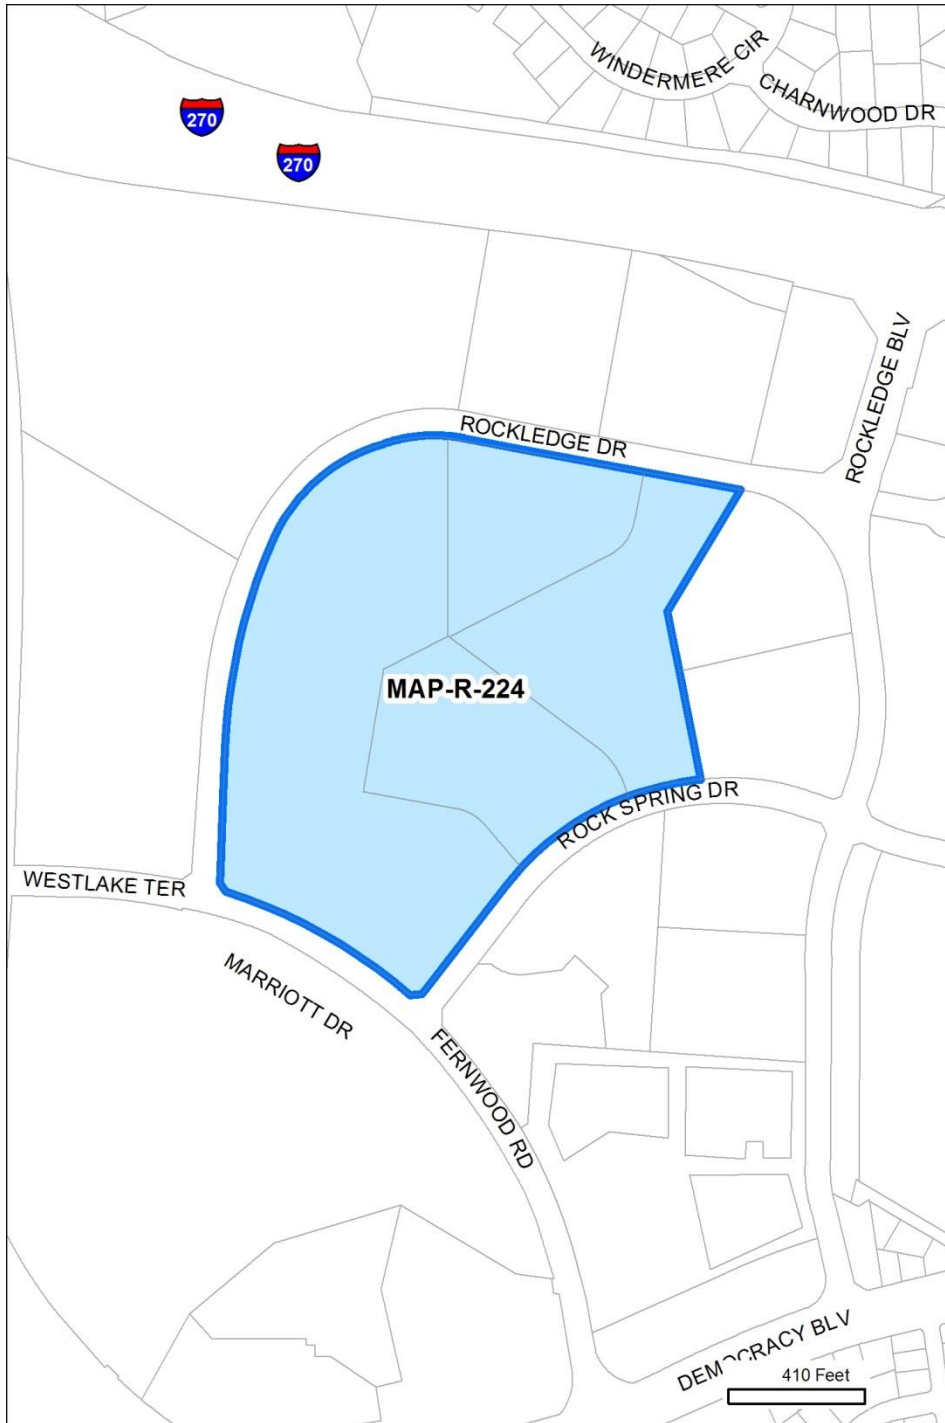 WINDERMERE CIR
CHARNWOOD DR
270
270
ROCKLEDGE BLV
ROCKLEDGE DR
MAP-R-224
ROCK SPRING DR
WESTLAKE TER
MARRIOTT DR
FERNWOOD RD
DEMOCRACY BLV
410 Feet